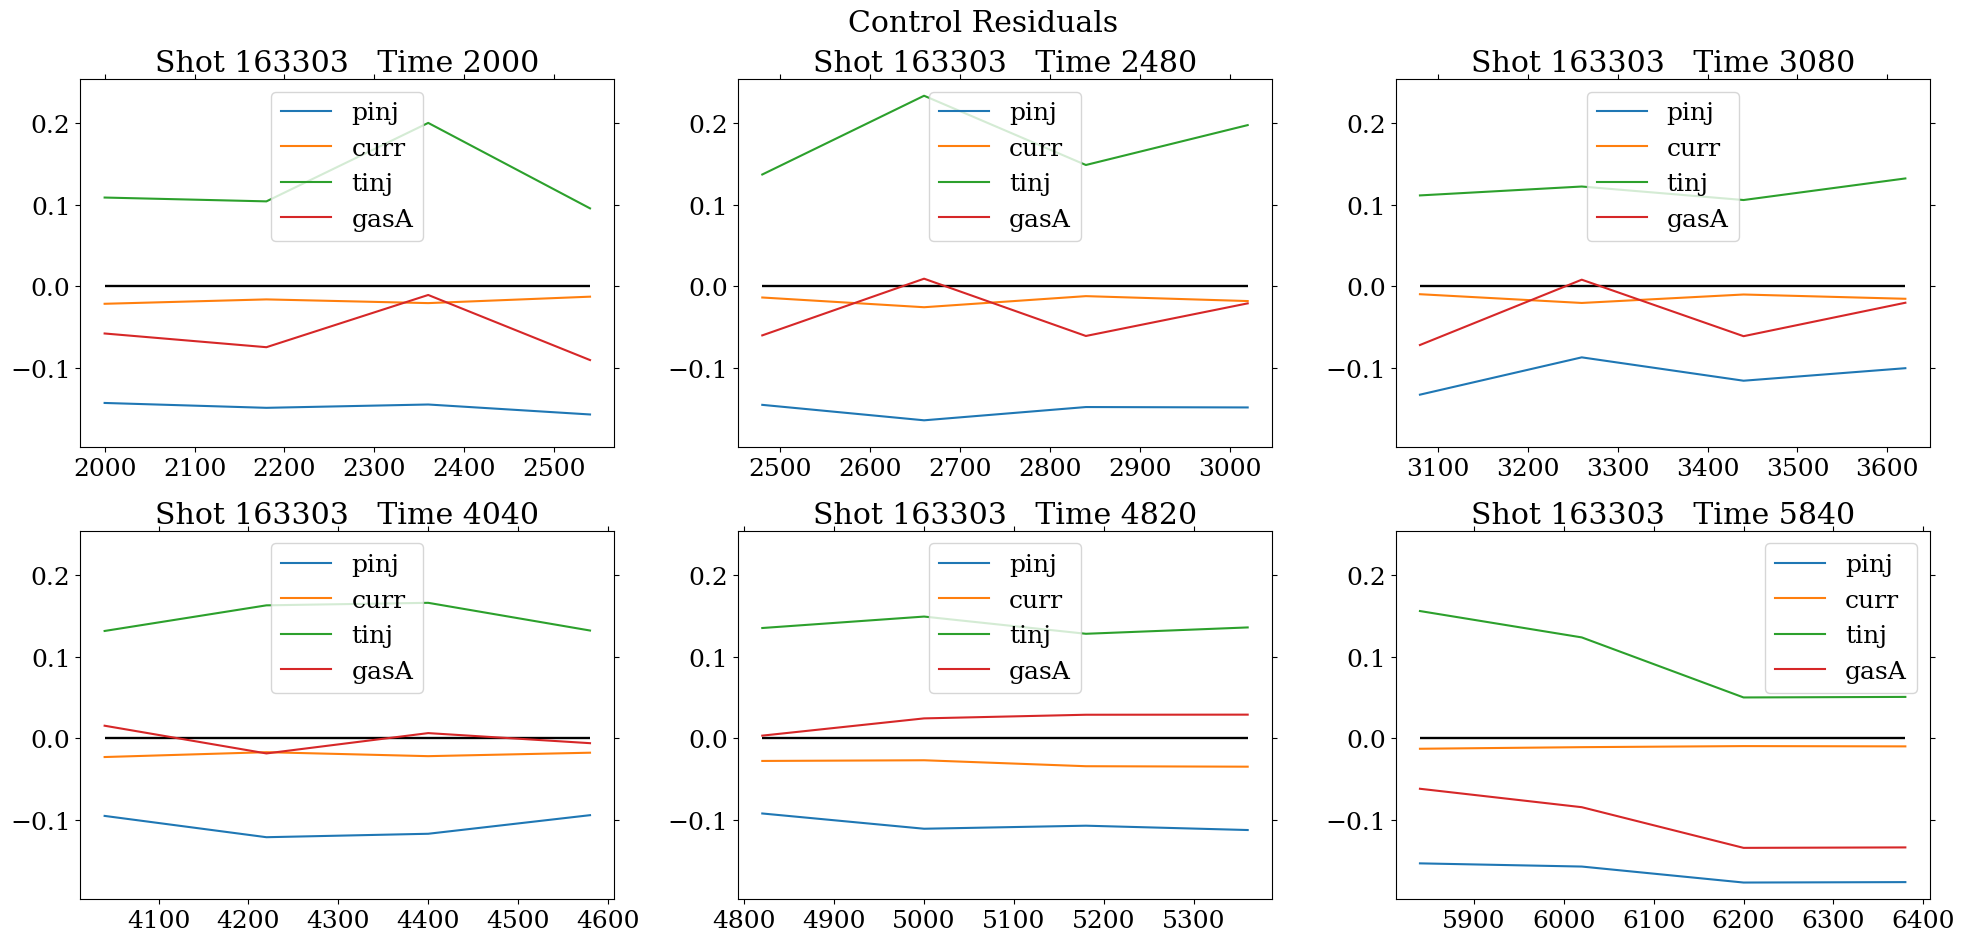 Control Residuals
Shot 163303   Time 2000
0.2
0.1
0.0
−0.1
pinj
curr
tinj
gasA
2000 2100 2200 2300 2400 2500
Shot 163303   Time 2480
0.2
0.1
0.0
−0.1
pinj
curr
tinj
gasA
2500 2600 2700 2800 2900 3000
Shot 163303   Time 3080
0.2
0.1
0.0
−0.1
pinj
curr
tinj
gasA
3100 3200 3300 3400 3500 3600
Shot 163303   Time 4040
0.2
0.1
0.0
−0.1
pinj
curr
tinj
gasA
4100 4200 4300 4400 4500 4600
Shot 163303   Time 4820
0.2
0.1
0.0
−0.1
pinj
curr
tinj
gasA
4800 4900 5000 5100 5200 5300
Shot 163303   Time 5840
0.2
0.1
0.0
−0.1
pinj
curr
tinj
gasA
5900 6000 6100 6200 6300 6400